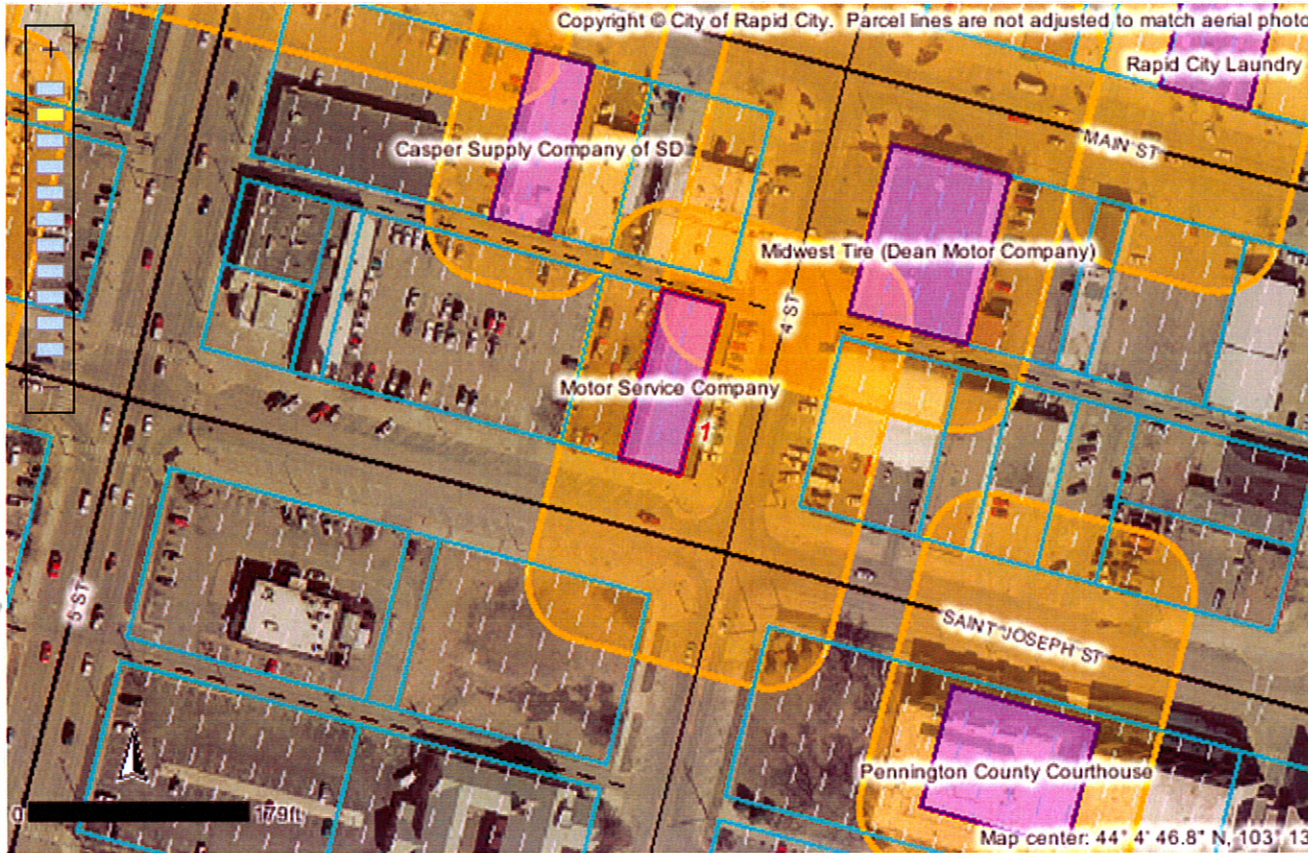 Copyright © City of Rapid City. Parcel lines are not adjusted to match aerial photo
Rapid City Laundry
MAIN ST
Casper Supply Company of SD
Midwest Tire (Dean Motor Company)
4 ST
Motor Service Company
1
5 ST
SAINT JOSEPH ST
Pennington County Courthouse
0 179ft.
Map center: 44° 4' 46.8" N, 103° 13